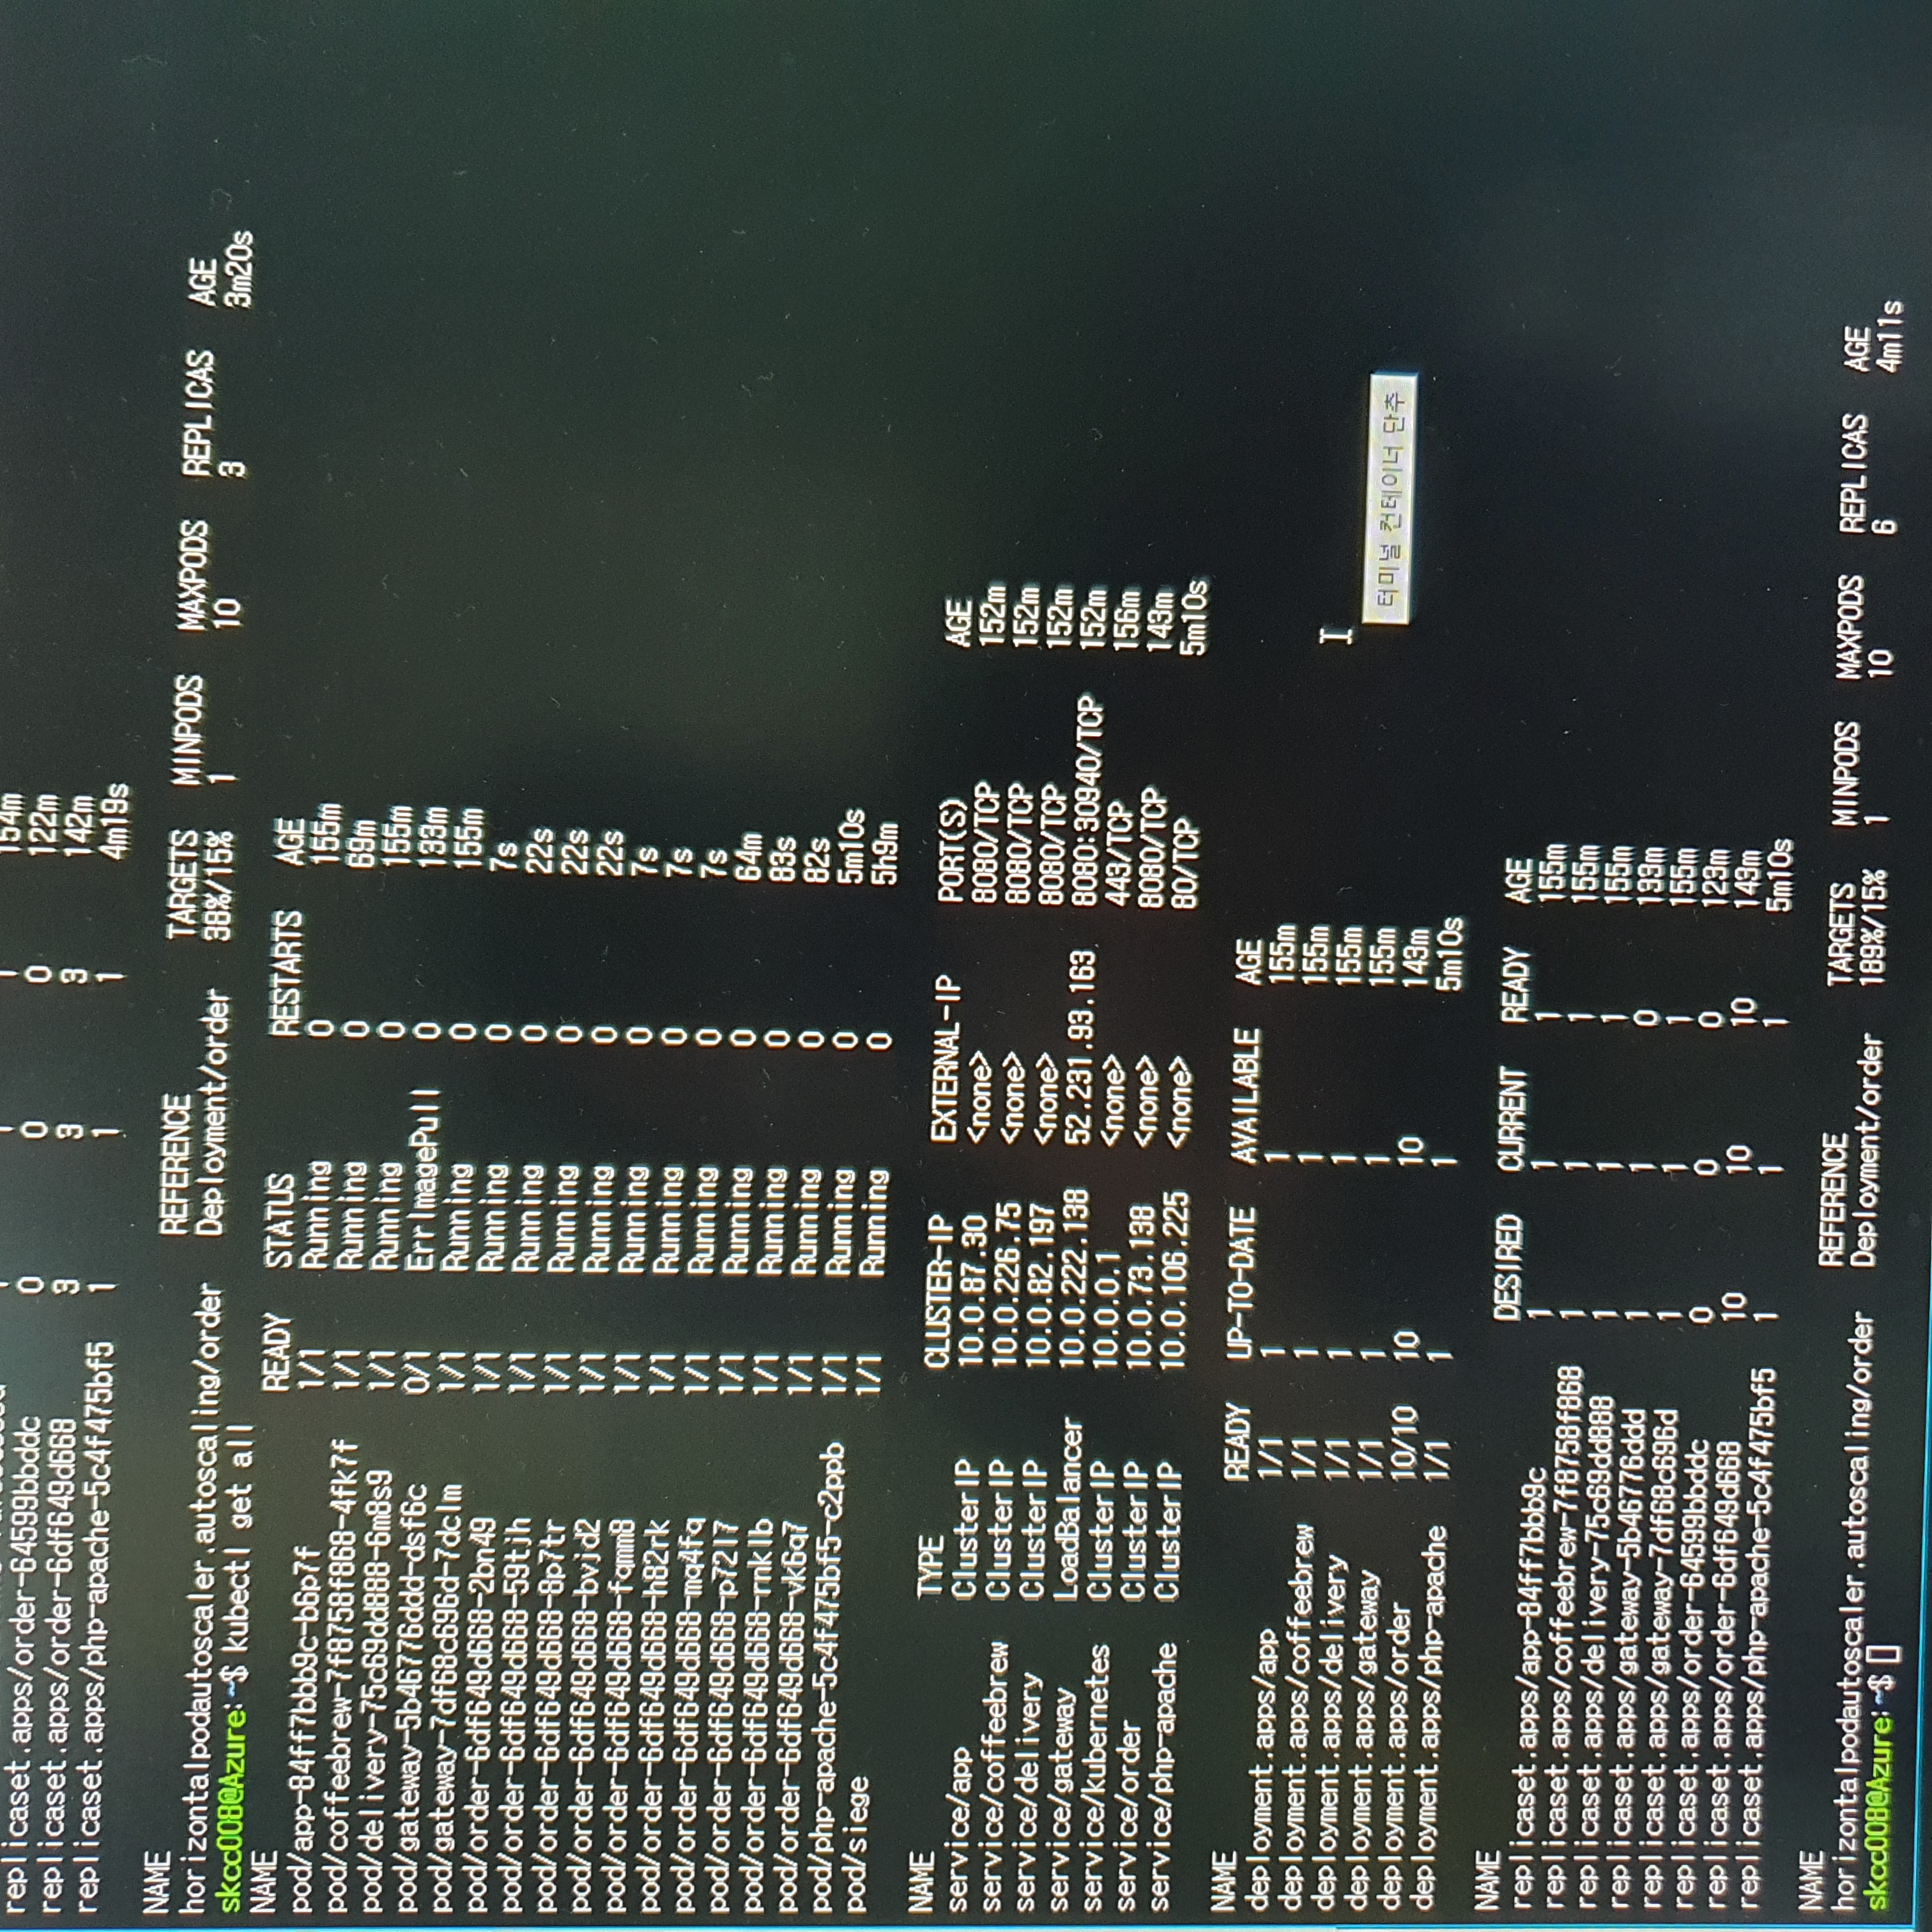 154m
replicaset.apps/order-64599bbddc 0 0 0 122m
replicaset.apps/order-6df649d668 3 3 3 142m
replicaset.apps/php-apache-5c4f475bf5 1 1 1 4m19s
NAME REFERENCE TARGETS MINPODS MAXPODS REPLICAS AGE
horizontalpodautoscaler.autoscaling/order Deployment/order 38%/15% 1 10 3 3m20s
skcc008@Azure:~$ kubectl get all
NAME READY STATUS RESTARTS AGE
pod/app-84ff7bbb9c-b6p7f 1/1 Running 0 155m
pod/coffeebrew-7f8758f868-4fk7f 1/1 Running 0 69m
pod/delivery-75c69dd888-6m8s9 1/1 Running 0 155m
pod/gateway-5b46776ddd-dsf6c 0/1 ErrImagePull 0 133m
pod/gateway-7df68c696d-7dclm 1/1 Running 0 155m
pod/order-6df649d668-2bn49 1/1 Running 0 7s
pod/order-6df649d668-59tjh 1/1 Running 0 22s
pod/order-6df649d668-8p7tr 1/1 Running 0 22s
pod/order-6df649d668-bvjd2 1/1 Running 0 22s
pod/order-6df649d668-fqmm8 1/1 Running 0 7s
pod/order-6df649d668-h82rk 1/1 Running 0 7s
pod/order-6df649d668-mq4fq 1/1 Running 0 7s
pod/order-6df649d668-p72l7 1/1 Running 0 64m
pod/order-6df649d668-rnklb 1/1 Running 0 83s
pod/order-6df649d668-vk6q7 1/1 Running 0 82s
pod/php-apache-5c4f475bf5-c2ppb 1/1 Running 0 5m10s
pod/siege 1/1 Running 0 5h9m
NAME TYPE CLUSTER-IP EXTERNAL-IP PORT(S) AGE
service/app ClusterIP 10.0.87.30 <none> 8080/TCP 152m
service/coffeebrew ClusterIP 10.0.226.75 <none> 8080/TCP 152m
service/delivery ClusterIP 10.0.82.197 <none> 8080/TCP 152m
service/gateway LoadBalancer 10.0.222.138 52.231.93.163 8080:30940/TCP 152m
service/kubernetes ClusterIP 10.0.0.1 <none> 443/TCP 156m
service/order ClusterIP 10.0.73.138 <none> 8080/TCP 143m
service/php-apache ClusterIP 10.0.106.225 <none> 80/TCP 5m10s
NAME READY UP-TO-DATE AVAILABLE AGE
deployment.apps/app 1/1 1 1 155m
deployment.apps/coffeebrew 1/1 1 1 155m
deployment.apps/delivery 1/1 1 1 155m
deployment.apps/gateway 1/1 1 1 155m
deployment.apps/order 10/10 10 10 143m
deployment.apps/php-apache 1/1 1 1 5m10s
터미널 컨테이너 단추
NAME DESIRED CURRENT READY AGE
replicaset.apps/app-84ff7bbb9c 1 1 1 155m
replicaset.apps/coffeebrew-7f8758f868 1 1 1 155m
replicaset.apps/delivery-75c69dd888 1 1 1 155m
replicaset.apps/gateway-5b46776ddd 1 1 0 133m
replicaset.apps/gateway-7df68c696d 1 1 1 155m
replicaset.apps/order-64599bbddc 0 0 0 123m
replicaset.apps/order-6df649d668 10 10 10 143m
replicaset.apps/php-apache-5c4f475bf5 1 1 1 5m10s
NAME REFERENCE TARGETS MINPODS MAXPODS REPLICAS AGE
horizontalpodautoscaler.autoscaling/order Deployment/order 189%/15% 1 10 6 4m11s
skcc008@Azure:~$